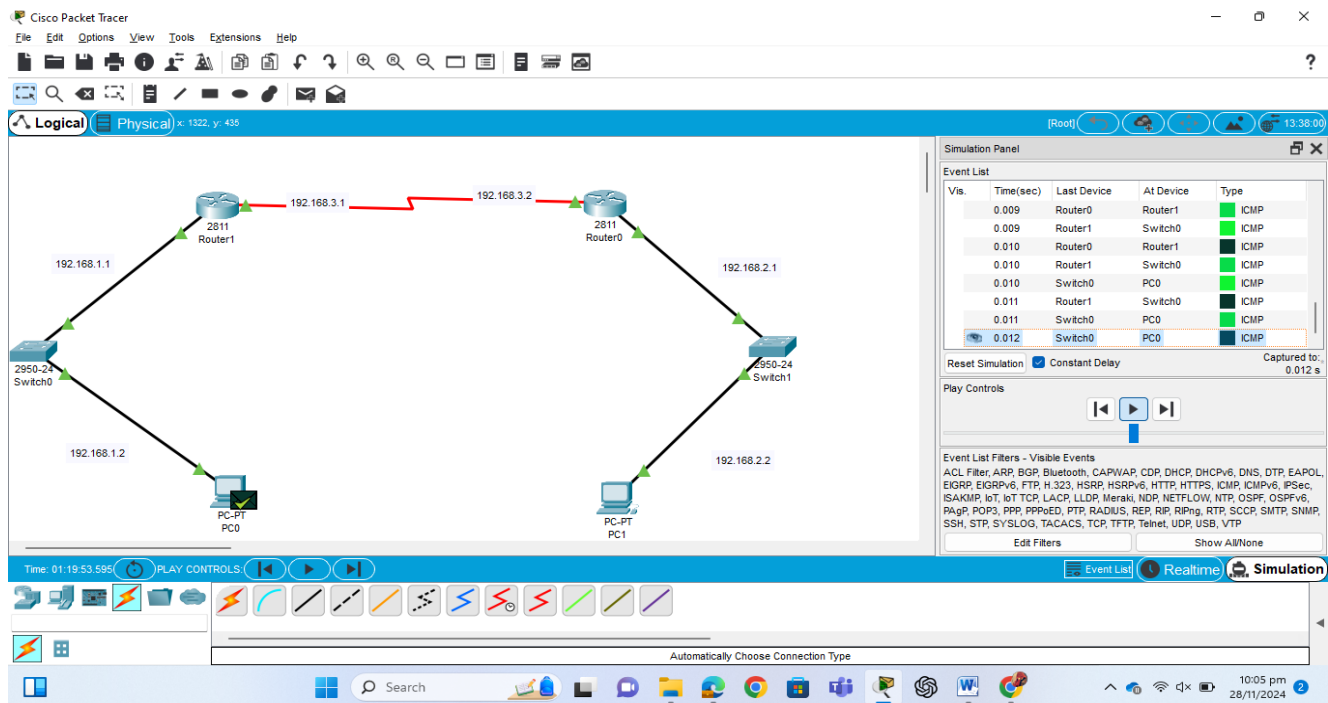 Cisco Packet Tracer
File Edit Options View Tools Extensions Help
?
Logical Physical x: 1322, y: 435 [Root] 13:38:00
Simulation Panel
Event List
Vis. Time(sec) Last Device At Device Type
0.009 Router0 Router1 ICMP
0.009 Router1 Switch0 ICMP
0.010 Router0 Router1 ICMP
0.010 Router1 Switch0 ICMP
0.010 Switch0 PC0 ICMP
0.011 Router1 Switch0 ICMP
0.011 Switch0 PC0 ICMP
0.012 Switch0 PC0 ICMP
Reset Simulation Constant Delay Captured to:
0.012 s
Play Controls
Event List Filters - Visible Events
ACL Filter, ARP, BGP, Bluetooth, CAPWAP, CDP, DHCP, DHCPv6, DNS, DTP, EAPOL,
EIGRP, EIGRPv6, FTP, H.323, HSRP, HSRPv6, HTTP, HTTPS, ICMP, ICMPv6, IPSec,
ISAKMP, IoT, IoT TCP, LACP, LLDP, Meraki, NDP, NETFLOW, NTP, OSPF, OSPFv6,
PAgP, POP3, PPP, PPPoED, PTP, RADIUS, REP, RIP, RIPng, RTP, SCCP, SMTP, SNMP,
SSH, STP, SYSLOG, TACACS, TCP, TFTP, Telnet, UDP, USB, VTP
Edit Filters Show All/None
192.168.3.1
192.168.3.2
2811
Router1
2811
Router0
192.168.1.1
192.168.2.1
2950-24
Switch0
2950-24
Switch1
192.168.1.2
192.168.2.2
PC-PT
PC0
PC-PT
PC1
Time: 01:19:53.595 PLAY CONTROLS: Event List Realtime Simulation
Automatically Choose Connection Type
Search
10:05 pm
28/11/2024
2